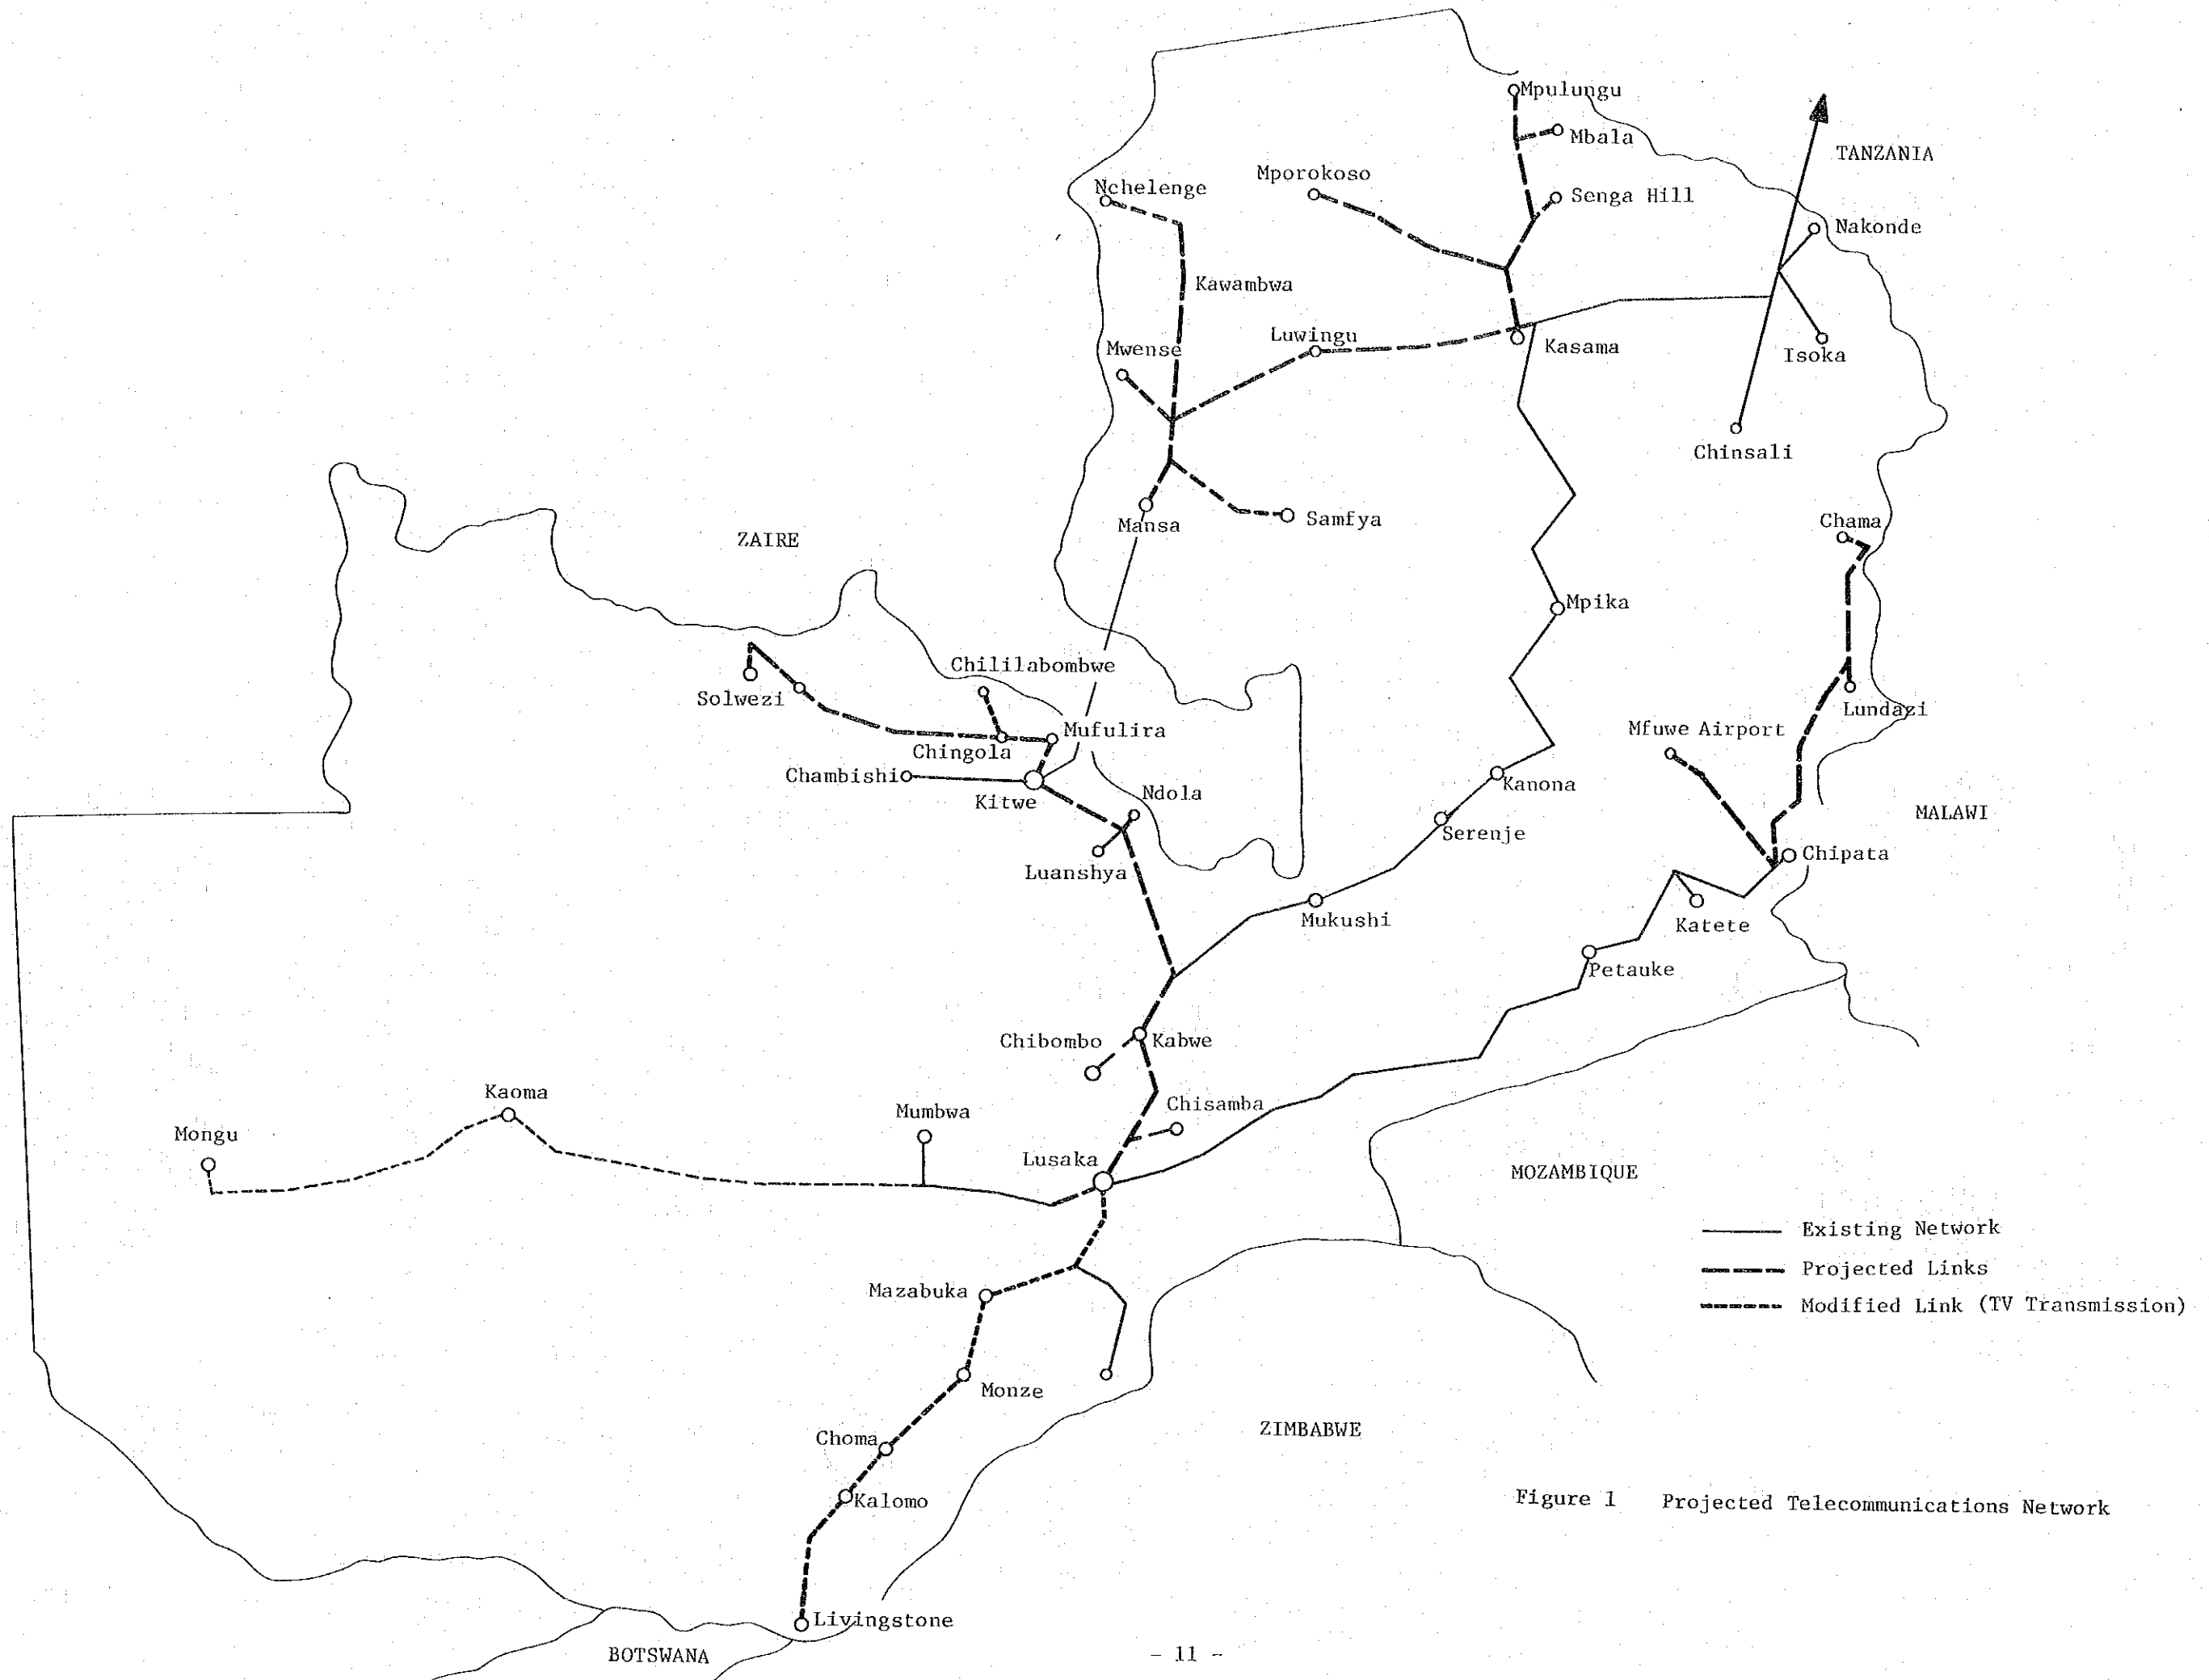 Mpulungu
Mbala
TANZANIA
Mporokoso
Nchelenge
Senga Hill
Nakonde
Kawambwa
Luwingu
Mwense
Kasama
Isoka
Chinsali
Mansa
Samfya
Chama
ZAIRE
Mpika
Chililabombwe
Solwezi
Lundazi
Mufulira
Mfuwe Airport
Chingola
Chambishi
Kitwe
Ndola
Kanona
MALAWI
Serenje
Luanshya
Chipata
Mukushi
Katete
Petauke
Chibombo
Kabwe
Kaoma
Chisamba
Mumbwa
Mongu
Lusaka
MOZAMBIQUE
Existing Network
Projected Links
Modified Link (TV Transmission)
Mazabuka
Monze
ZIMBABWE
Choma
Kalomo
Figure 1 Projected Telecommunications Network
Livingstone
BOTSWANA
- 11 -